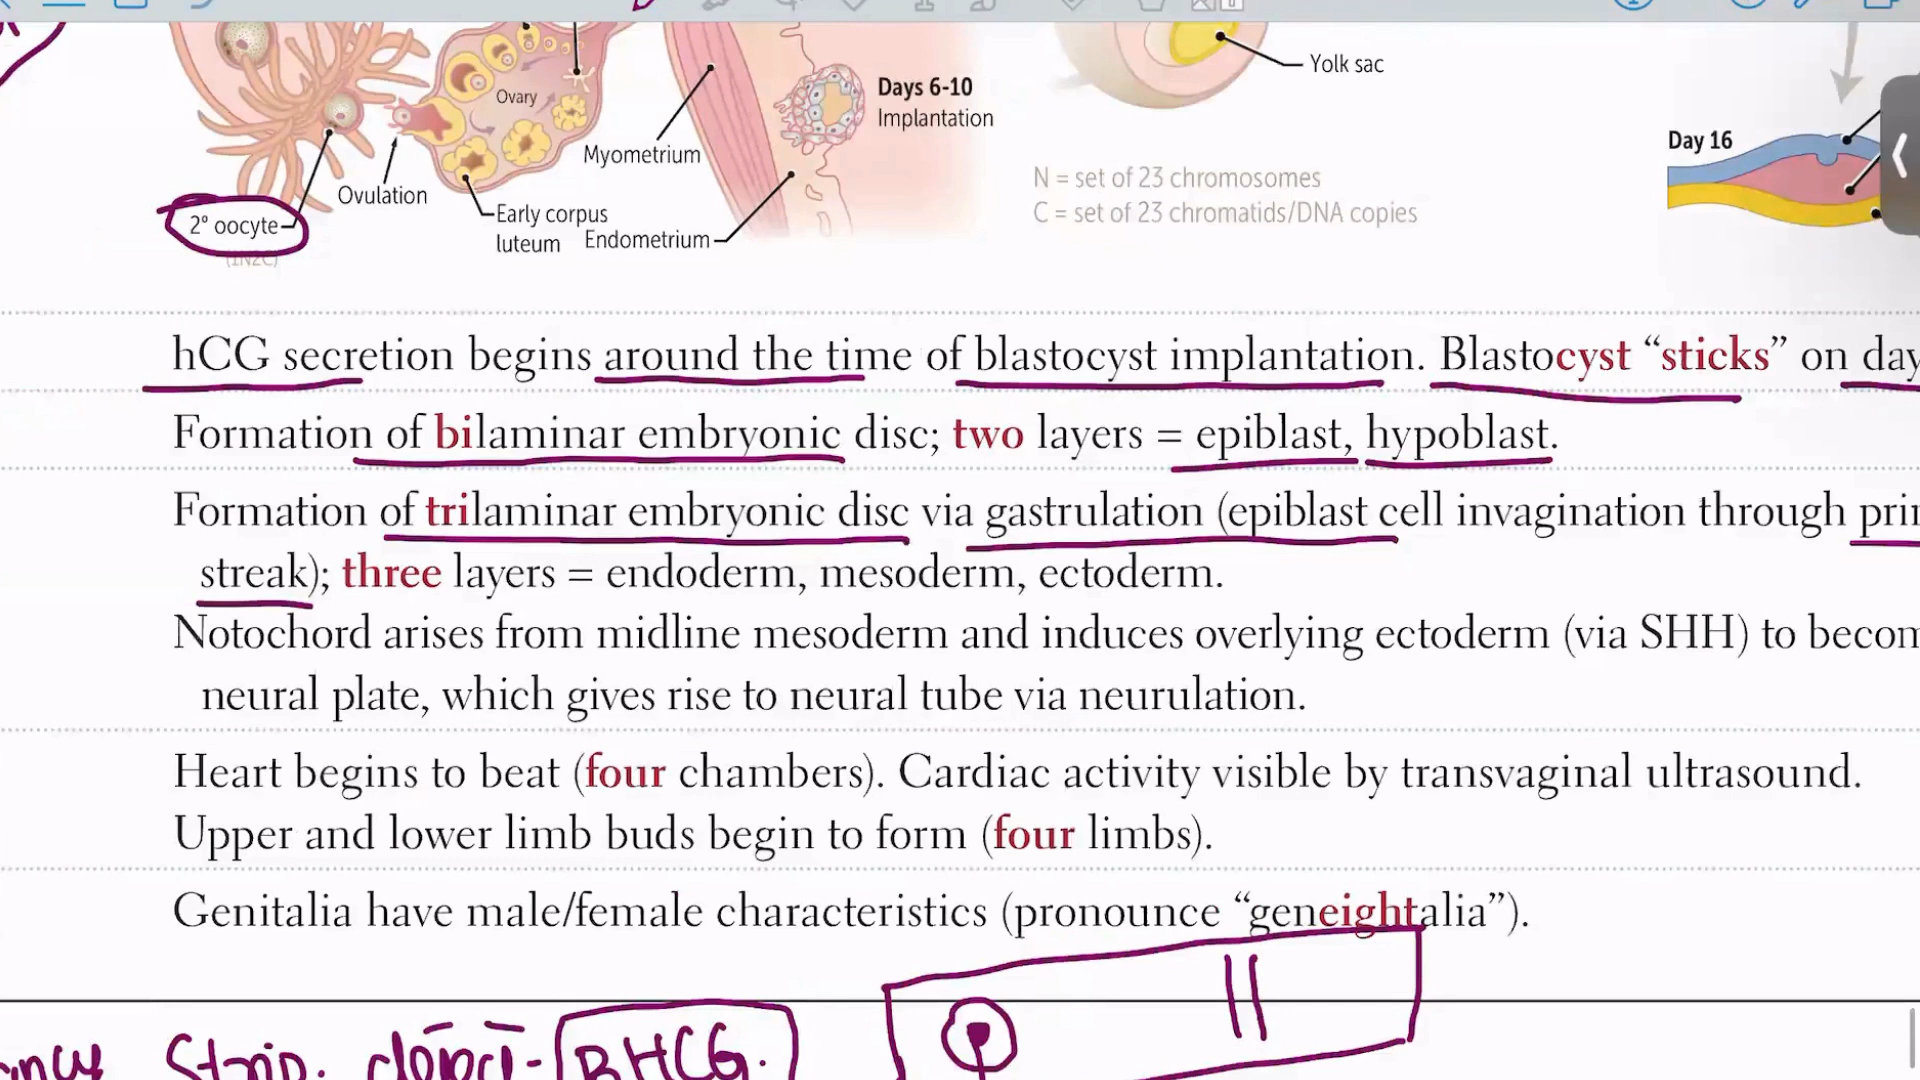 Yolk sac
Days 6-10
Implantation
Ovary
Day 16
Myometrium
N = set of 23 chromosomes
Ovulation
C = set of 23 chromatids/DNA copies
2° oocyte
Early corpus
luteum
Endometrium
(1N2C)
hCG secretion begins around the time of blastocyst implantation. Blastocyst “sticks” on day
Formation of bilaminar embryonic disc; two layers = epiblast, hypoblast.
Formation of trilaminar embryonic disc via gastrulation (epiblast cell invagination through
streak); three layers = endoderm, mesoderm, ectoderm.
Notochord arises from midline mesoderm and induces overlying ectoderm (via SHH) to
neural plate, which gives rise to neural tube via neurulation.
Heart begins to beat (four chambers). Cardiac activity visible by transvaginal ultrasound.
Upper and lower limb buds begin to form (four limbs).
Genitalia have male/female characteristics (pronounce “geneightalia”).
Strip. BHCG.